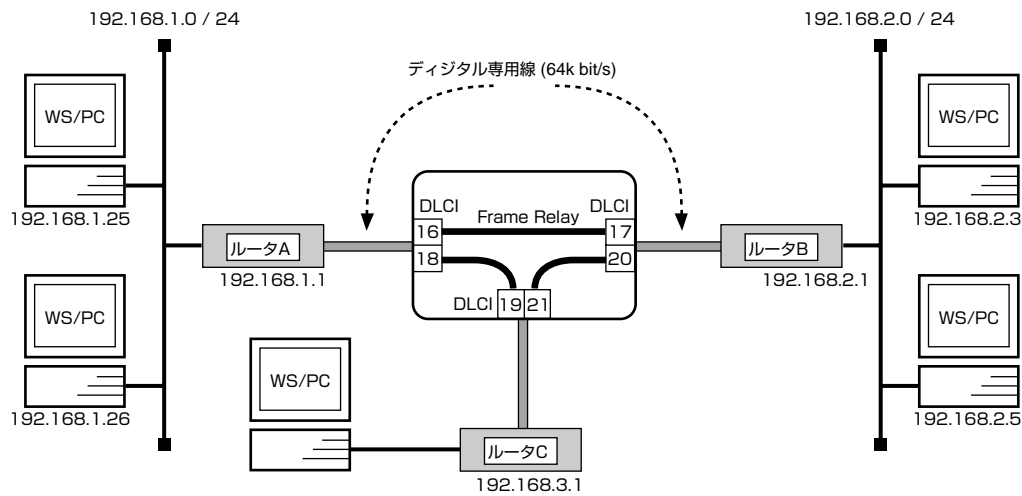 192.168.1.0 / 24
192.168.2.0 / 24
ディジタル専用線 (64k bit/s)
WS/PC
192.168.1.25
WS/PC
192.168.2.3
DLCI
Frame Relay
DLCI
16
17
18
20
ルータA
192.168.1.1
ルータB
192.168.2.1
DLCI
19
21
WS/PC
192.168.1.26
WS/PC
192.168.2.5
WS/PC
ルータC
192.168.3.1